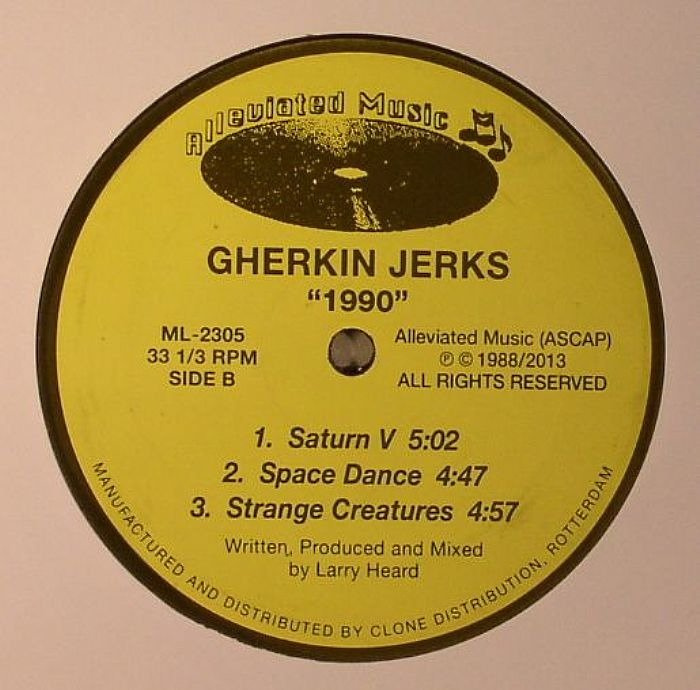 Alleviated Music
GHERKIN JERKS
“1990”
ML-2305
33 1/3 RPM
SIDE B
Alleviated Music (ASCAP)
℗ © 1988/2013
ALL RIGHTS RESERVED
1. Saturn V 5:02
2. Space Dance 4:47
3. Strange Creatures 4:57
Written, Produced and Mixed
by Larry Heard
MANUFACTURED AND DISTRIBUTED BY CLONE DISTRIBUTION, ROTTERDAM